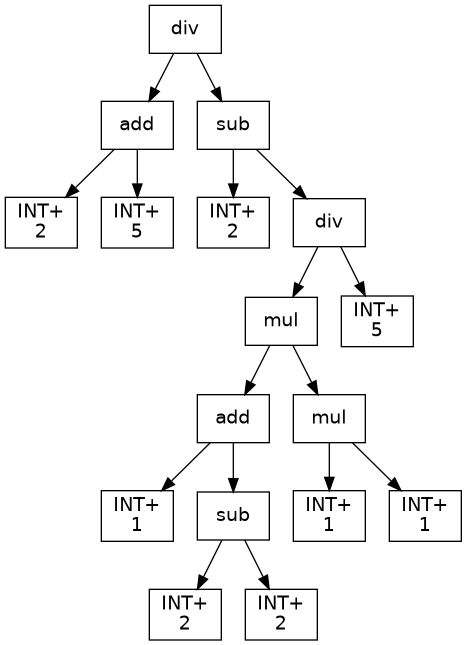 div
add
sub
INT+
2
INT+
5
INT+
2
div
mul
INT+
5
add
mul
INT+
1
sub
INT+
1
INT+
1
INT+
2
INT+
2